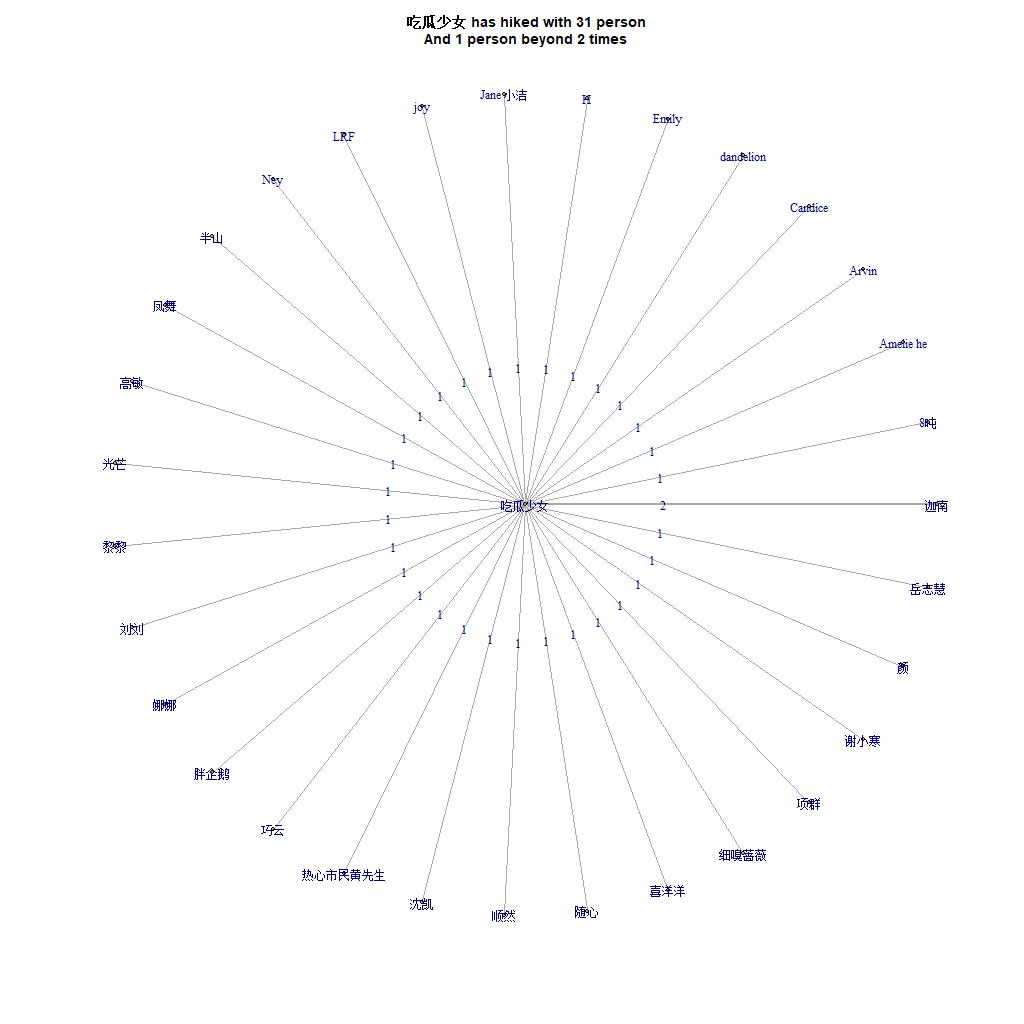 吃瓜少女 has hiked with 31 person
And 1 person beyond 2 times
Jane小洁
H
joy
Emily
LRF
dandelion
Ney
Candice
半山
Arvin
凤舞
Amelie he
1
1
1
1
1
高敏
1
1
1
1
1
1
8吨
1
1
1
1
光芒
1
1
1
吃瓜少女
2
迦南
1
1
黎黎
1
1
1
1
岳志慧
1
1
1
刘刘
1
1
1
1
1
1
1
1
颜
娜娜
谢小寒
胖企鹅
项群
巧云
细嗅蔷薇
热心市民黄先生
喜洋洋
沈凯
随心
顺然